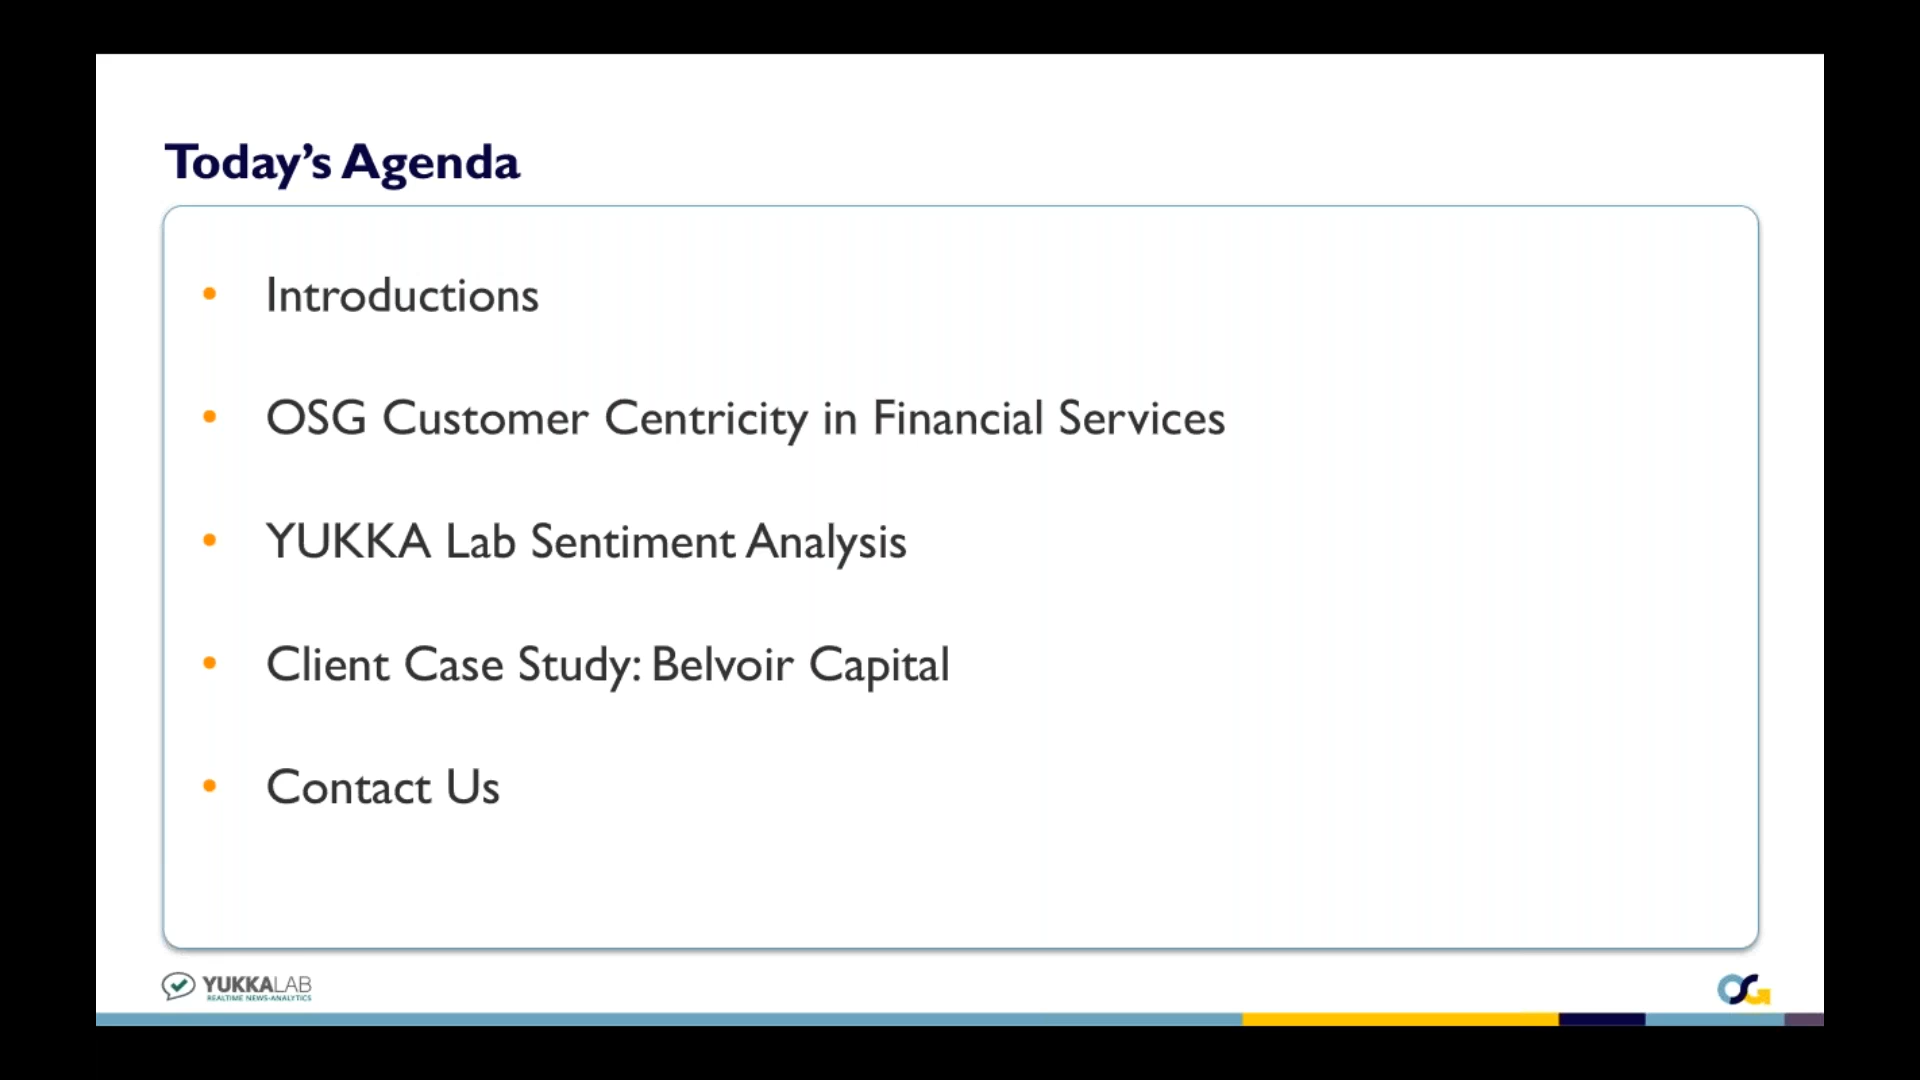 Today’s Agenda
• Introductions
• OSG Customer Centricity in Financial Services
• YUKKA Lab Sentiment Analysis
• Client Case Study: Belvoir Capital
• Contact Us
YUKKALAB
REALTIME NEWS-ANALYTICS
OSG